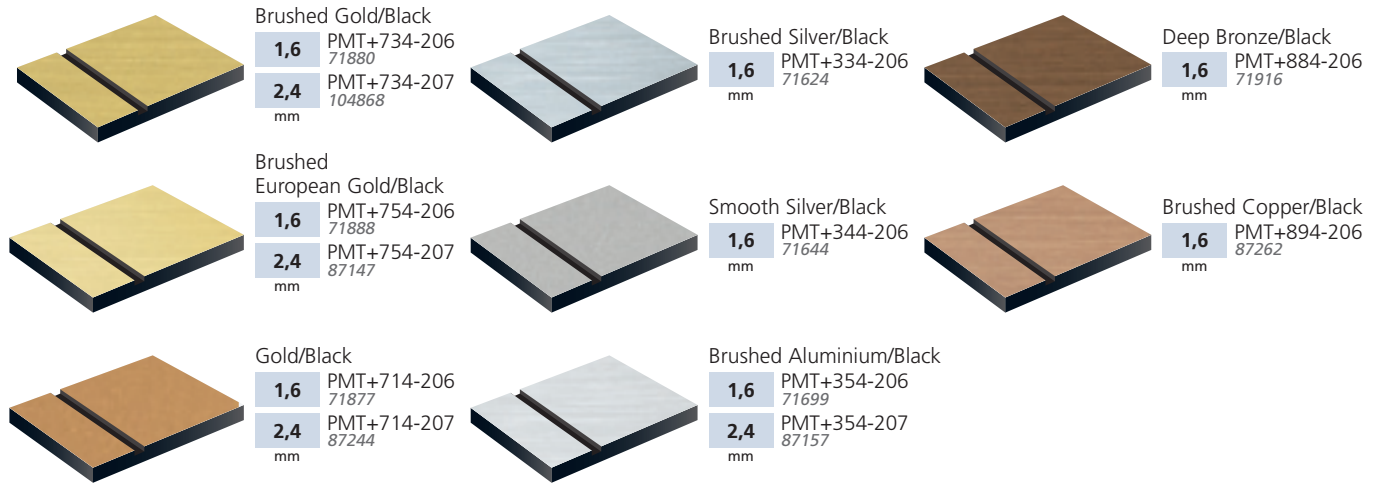 Brushed Gold/Black
1,6 PMT+734-206
71880
2,4 PMT+734-207
104868
mm
Brushed Silver/Black
1,6 PMT+334-206
71624
mm
Deep Bronze/Black
1,6 PMT+884-206
71916
mm
Brushed
European Gold/Black
1,6 PMT+754-206
71888
2,4 PMT+754-207
87147
mm
Smooth Silver/Black
1,6 PMT+344-206
71644
mm
Brushed Copper/Black
1,6 PMT+894-206
87262
mm
Gold/Black
1,6 PMT+714-206
71877
2,4 PMT+714-207
87244
mm
Brushed Aluminium/Black
1,6 PMT+354-206
71699
2,4 PMT+354-207
87157
mm